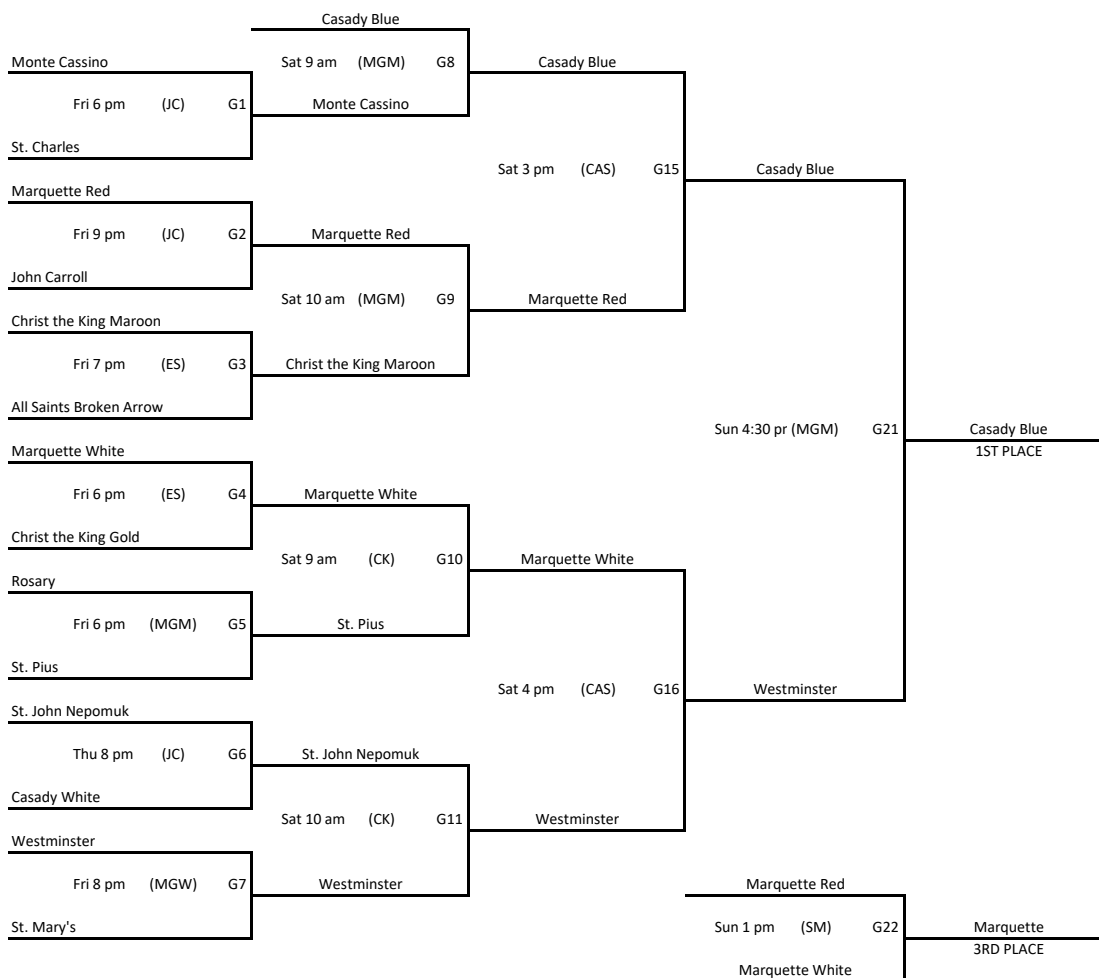 Casady Blue
Monte Cassino
Sat 9 am (MGM) G8
Casady Blue
Fri 6 pm (JC) G1
Monte Cassino
St. Charles
Sat 3 pm (CAS) G15
Casady Blue
Marquette Red
Fri 9 pm (JC) G2
Marquette Red
John Carroll
Sat 10 am (MGM) G9
Marquette Red
Christ the King Maroon
Fri 7 pm (ES) G3
Christ the King Maroon
All Saints Broken Arrow
Sun 4:30 pr (MGM) G21
Casady Blue
1ST PLACE
Marquette White
Fri 6 pm (ES) G4
Marquette White
Christ the King Gold
Sat 9 am (CK) G10
Marquette White
Rosary
Fri 6 pm (MGM) G5
St. Pius
St. Pius
Sat 4 pm (CAS) G16
Westminster
St. John Nepomuk
Thu 8 pm (JC) G6
St. John Nepomuk
Casady White
Sat 10 am (CK) G11
Westminster
Westminster
Fri 8 pm (MGW) G7
Westminster
Marquette Red
St. Mary's
Sun 1 pm (SM) G22
Marquette
3RD PLACE
Marquette White